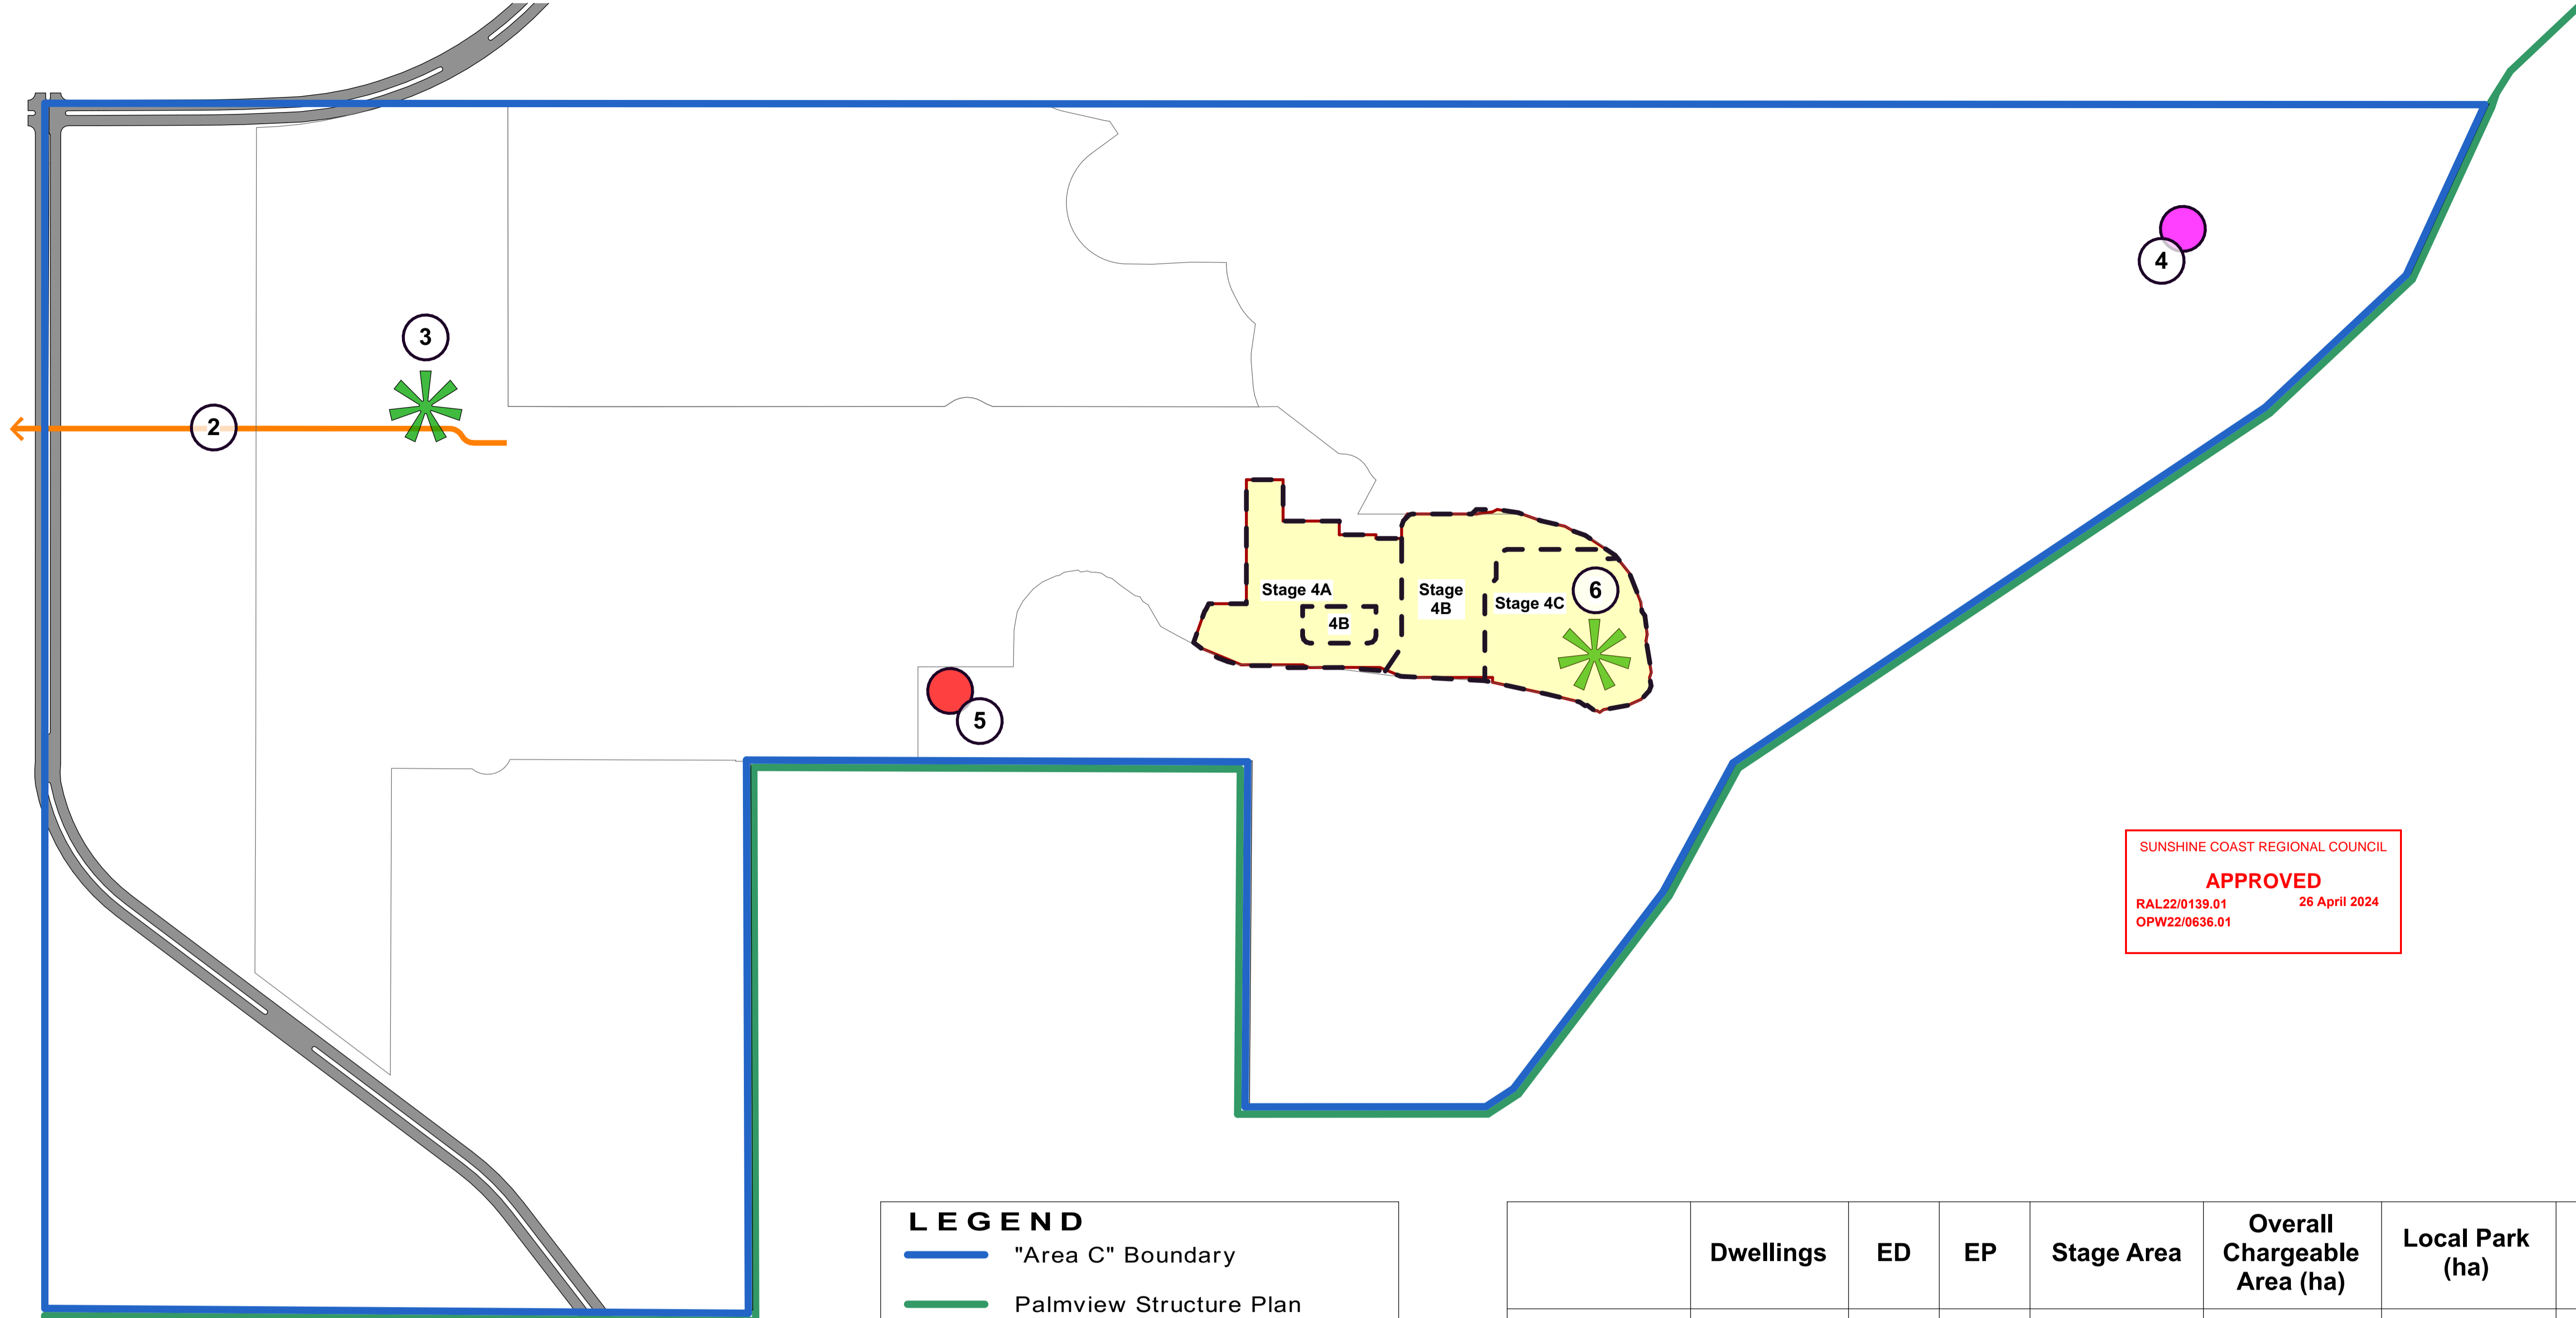 3
4
2
Stage 4A
Stage
4B
Stage 4C
6
4B
5
SUNSHINE COAST REGIONAL COUNCIL
APPROVED
RAL22/0139.01 26 April 2024
OPW22/0636.01
LEGEND
"Area C" Boundary
Palmview Structure Plan
Dwellings
ED
EP
Stage Area
Overall
Chargeable
Area (ha)
Local Park
(ha)